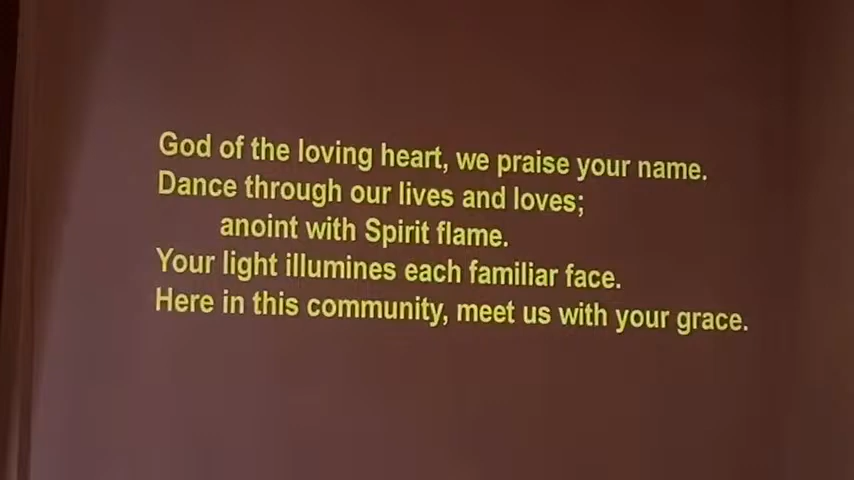 God of the loving heart, we praise your name.
Dance through our lives and loves;
anoint with Spirit flame.
Your light illumines each familiar face.
Here in this community, meet us with your grace.